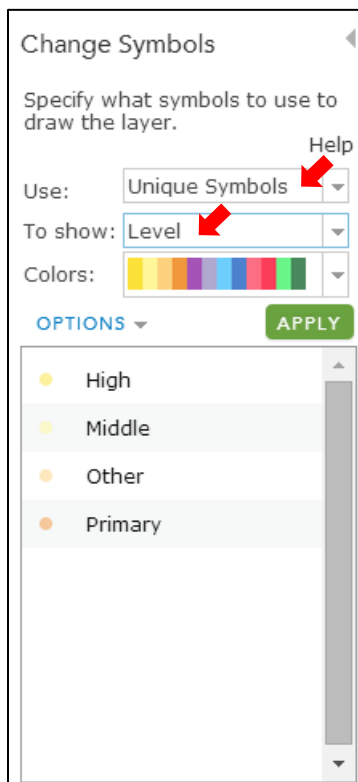 Change Symbols
Specify what symbols to use to
draw the layer.
Help
Use: Unique Symbols
To show: Level
Colors:
OPTIONS APPLY
High
Middle
Other
Primary